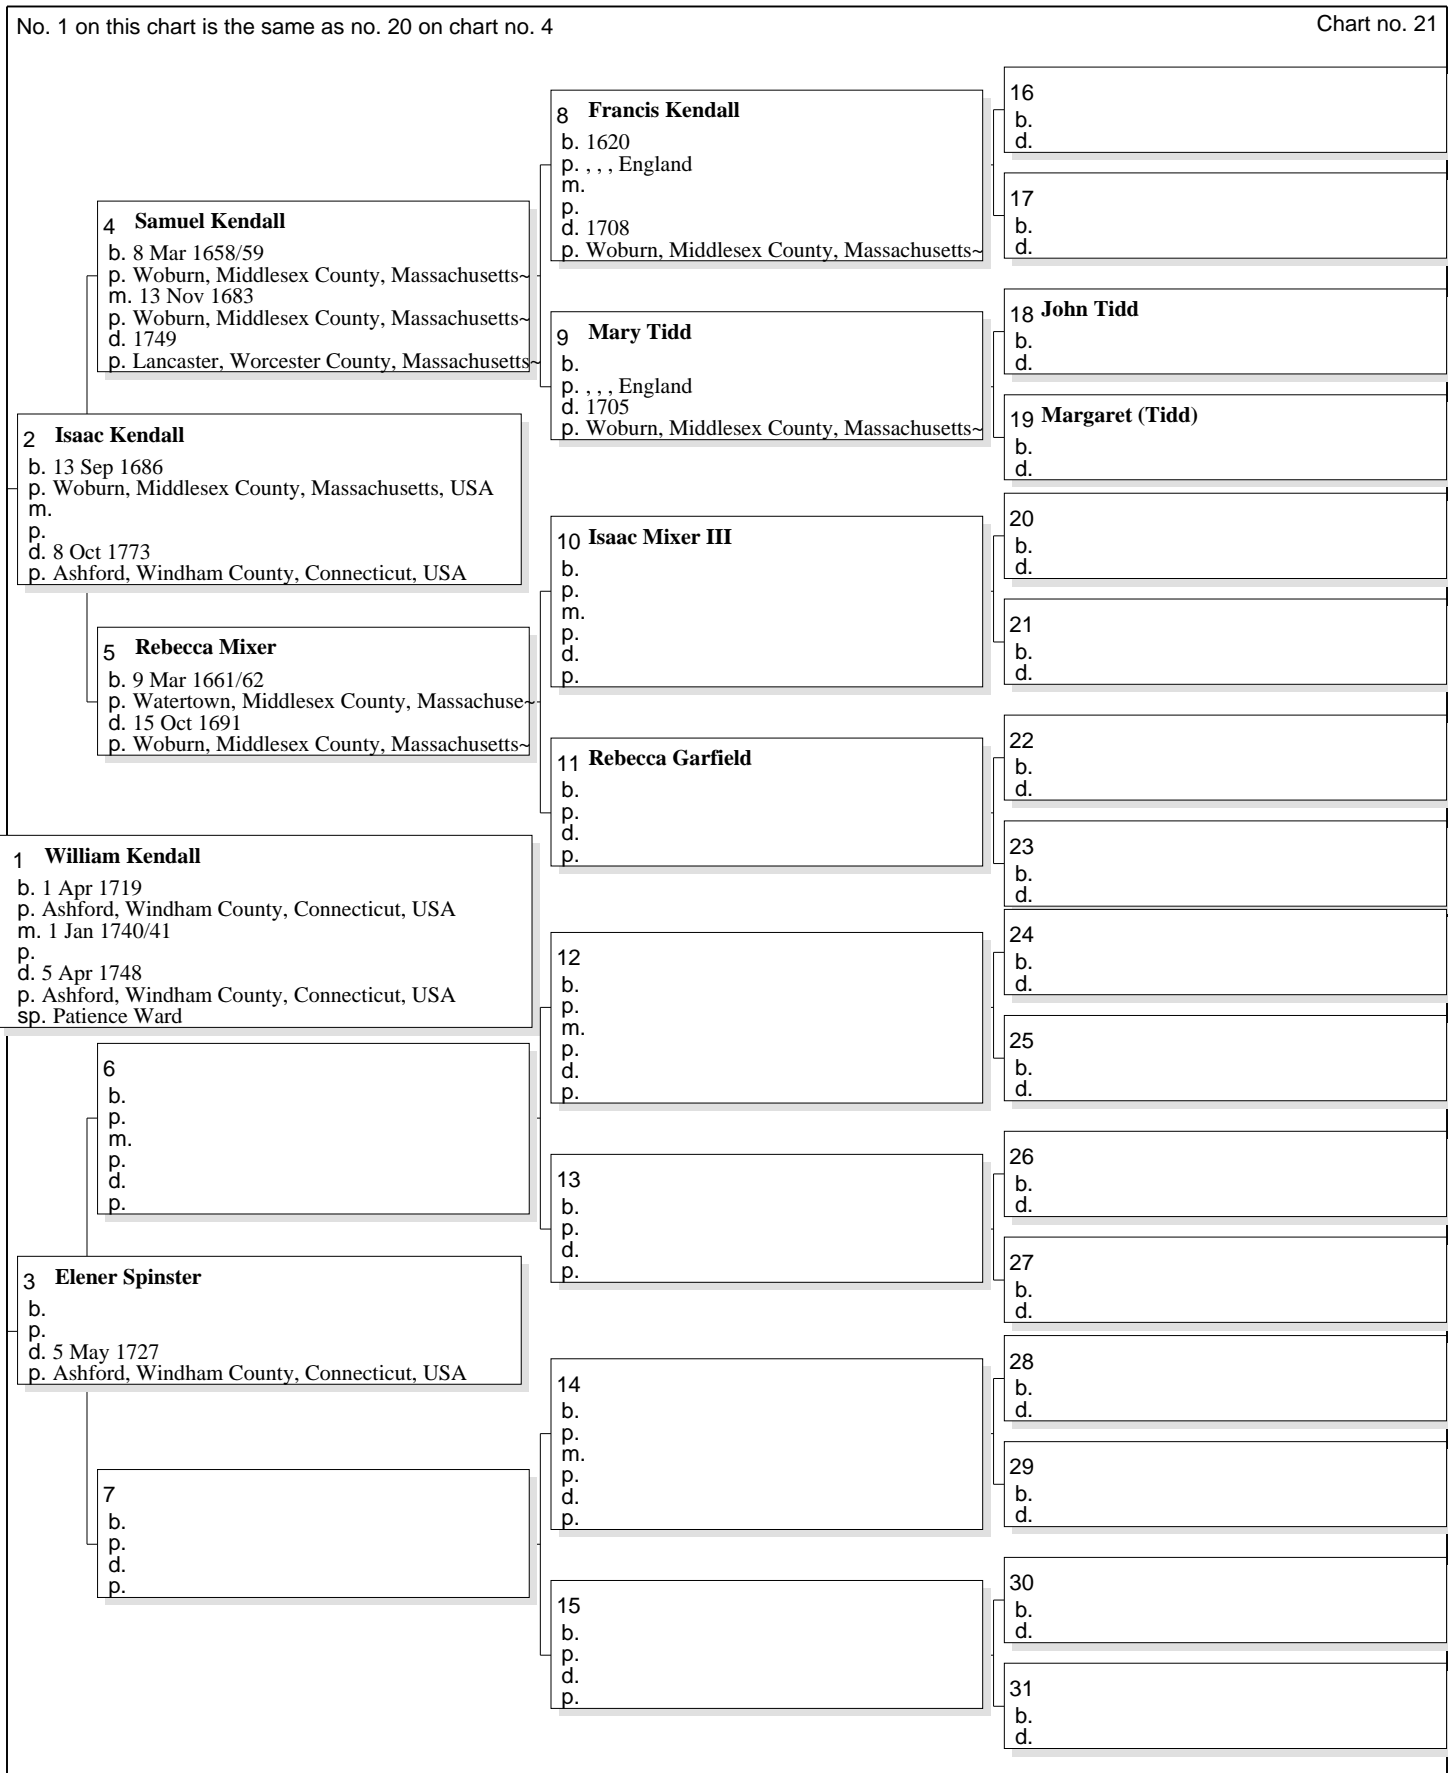 No. 1 on this chart is the same as no. 20 on chart no. 4
Chart no. 21
8 Francis Kendall
b. 1620
p. , , , England
m.
p.
d. 1708
p. Woburn, Middlesex County, Massachusetts~
16
b.
d.
17
b.
d.
4 Samuel Kendall
b. 8 Mar 1658/59
p. Woburn, Middlesex County, Massachusetts~
m. 13 Nov 1683
p. Woburn, Middlesex County, Massachusetts~
d. 1749
p. Lancaster, Worcester County, Massachusetts~
9 Mary Tidd
b.
p. , , , England
d. 1705
p. Woburn, Middlesex County, Massachusetts~
18 John Tidd
b.
d.
19 Margaret (Tidd)
b.
d.
2 Isaac Kendall
b. 13 Sep 1686
p. Woburn, Middlesex County, Massachusetts, USA
m.
p.
d. 8 Oct 1773
p. Ashford, Windham County, Connecticut, USA
10 Isaac Mixer III
b.
p.
m.
p.
d.
p.
20
b.
d.
21
b.
d.
5 Rebecca Mixer
b. 9 Mar 1661/62
p. Watertown, Middlesex County, Massachuse~
d. 15 Oct 1691
p. Woburn, Middlesex County, Massachusetts~
11 Rebecca Garfield
b.
p.
d.
p.
22
b.
d.
23
b.
d.
1 William Kendall
b. 1 Apr 1719
p. Ashford, Windham County, Connecticut, USA
m. 1 Jan 1740/41
p.
d. 5 Apr 1748
p. Ashford, Windham County, Connecticut, USA
sp. Patience Ward
12
b.
p.
m.
p.
d.
p.
24
b.
d.
25
b.
d.
6
b.
p.
m.
p.
d.
p.
13
b.
p.
d.
p.
26
b.
d.
27
b.
d.
3 Elener Spinster
b.
p.
d. 5 May 1727
p. Ashford, Windham County, Connecticut, USA
14
b.
p.
m.
p.
d.
p.
28
b.
d.
29
b.
d.
7
b.
p.
d.
p.
15
b.
p.
d.
p.
30
b.
d.
31
b.
d.